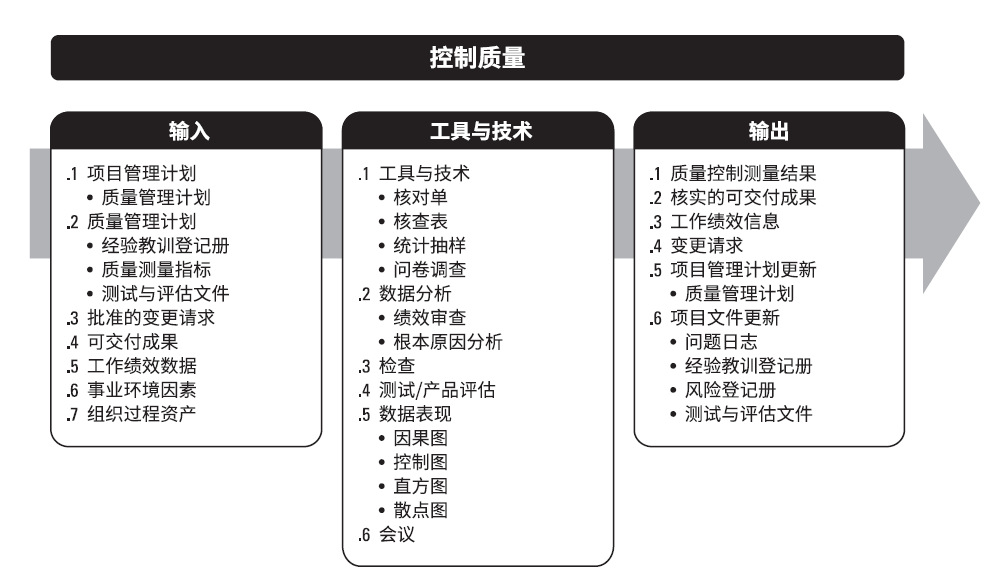 控制质量
输入
.1 项目管理计划
• 质量管理计划
.2 质量管理计划
• 经验教训登记册
• 质量测量指标
• 测试与评估文件
.3 批准的变更请求
.4 可交付成果
.5 工作绩效数据
.6 事业环境因素
.7 组织过程资产
工具与技术
.1 工具与技术
• 核对单
• 核查表
• 统计抽样
• 问卷调查
.2 数据分析
• 绩效审查
• 根本原因分析
.3 检查
.4 测试/产品评估
.5 数据表现
• 因果图
• 控制图
• 直方图
• 散点图
.6 会议
输出
.1 质量控制测量结果
.2 核实的可交付成果
.3 工作绩效信息
.4 变更请求
.5 项目管理计划更新
• 质量管理计划
.6 项目文件更新
• 问题日志
• 经验教训登记册
• 风险登记册
• 测试与评估文件